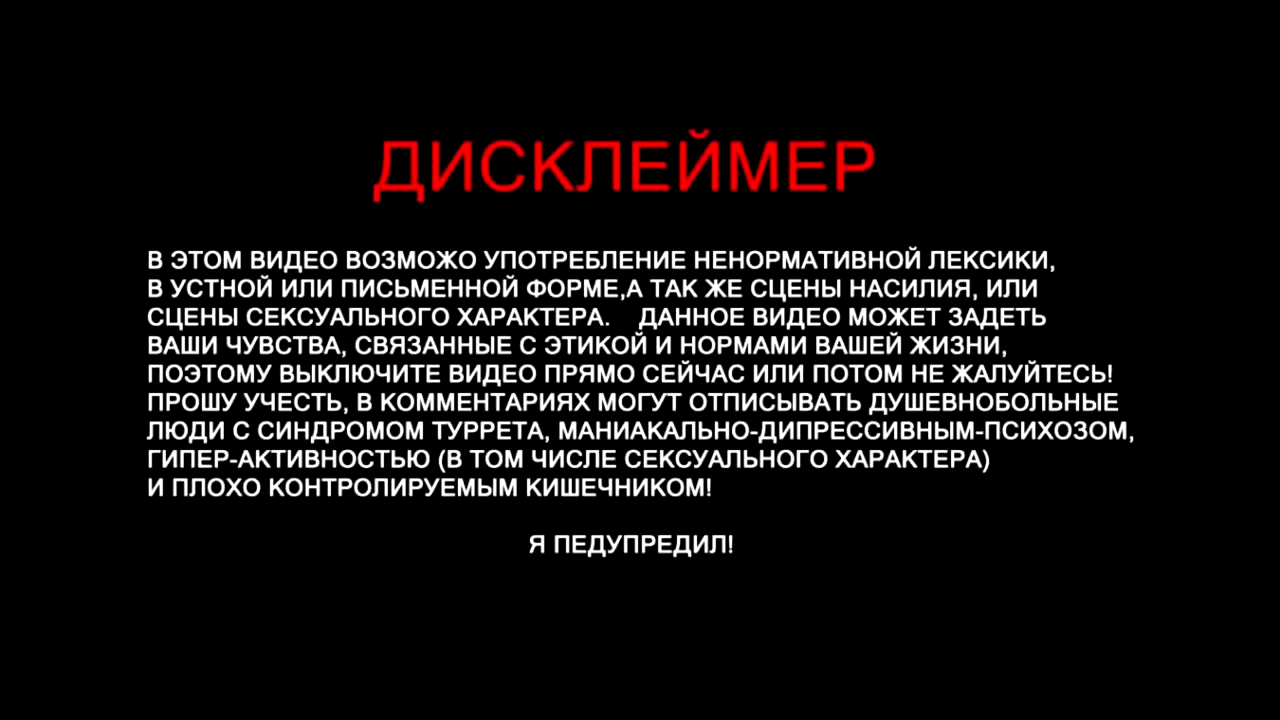 ДИСКЛЕЙМЕР
В ЭТОМ ВИДЕО ВОЗМОЖО УПОТРЕБЛЕНИЕ НЕНОРМАТИВНОЙ ЛЕКСИКИ,
В УСТНОЙ ИЛИ ПИСЬМЕННОЙ ФОРМЕ,А ТАК ЖЕ СЦЕНЫ НАСИЛИЯ, ИЛИ
СЦЕНЫ СЕКСУАЛЬНОГО ХАРАКТЕРА. ДАННОЕ ВИДЕО МОЖЕТ ЗАДЕТЬ
ВАШИ ЧУВСТВА, СВЯЗАННЫЕ С ЭТИКОЙ И НОРМАМИ ВАШЕЙ ЖИЗНИ,
ПОЭТОМУ ВЫКЛЮЧИТЕ ВИДЕО ПРЯМО СЕЙЧАС ИЛИ ПОТОМ НЕ ЖАЛУЙТЕСЬ!
ПРОШУ УЧЕСТЬ, В КОММЕНТАРИЯХ МОГУТ ОТПИСЫВАТЬ ДУШЕВНОБОЛЬНЫЕ
ЛЮДИ С СИНДРОМОМ ТУРРЕТА, МАНИАКАЛЬНО-ДИПРЕССИВНЫМ-ПСИХОЗОМ,
ГИПЕР-АКТИВНОСТЬЮ (В ТОМ ЧИСЛЕ СЕКСУАЛЬНОГО ХАРАКТЕРА)
И ПЛОХО КОНТРОЛИРУЕМЫМ КИШЕЧНИКОМ!
Я ПЕДУПРЕДИЛ!